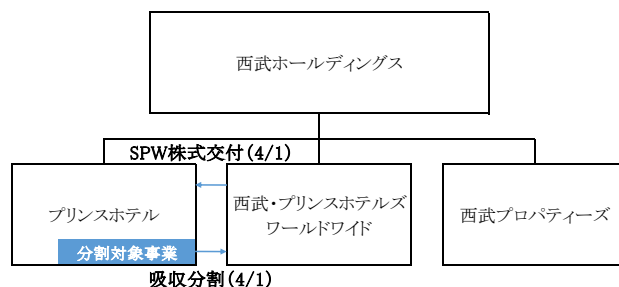 西武ホールディングス
SPW株式交付(4/1)
プリンスホテル
西武・プリンスホテルズ
ワールドワイド
西武プロパティーズ
分割対象事業
吸収分割(4/1)